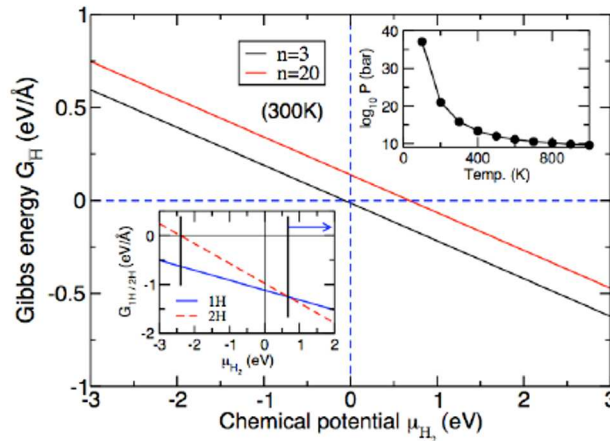 n=3
n=20
(300K)
log₁₀ P (bar)
40
30
20
10
0 400 800
Temp. (K)
Gibbs energy G_H (eV/Å)
1
0.5
0
-0.5
-1
G_1H / 2H (eV/Å)
0
-1
-2
1H
2H
-3 -2 -1 0 1 2
μ_H₂ (eV)
-3 -2 -1 0 1 2 3
Chemical potential μ_H₂ (eV)